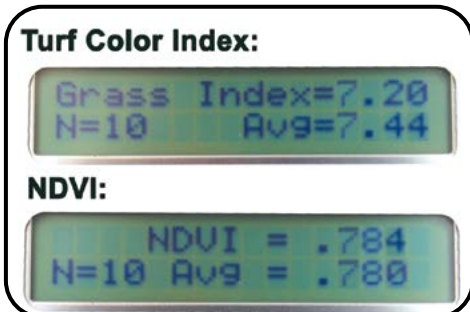 Turf Color Index:
Grass Index=7.20
N=10 Avg=7.44
NDVI:
NDVI = .784
N=10 Avg = .780